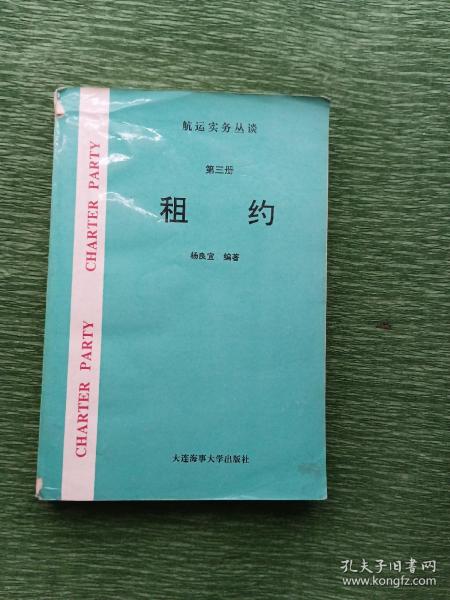 航运实务丛谈
第三册
租 约
杨良宜 编著
大连海事大学出版社
CHARTER PARTY
CHARTER PARTY
孔夫子旧书网
www.kongfz.com